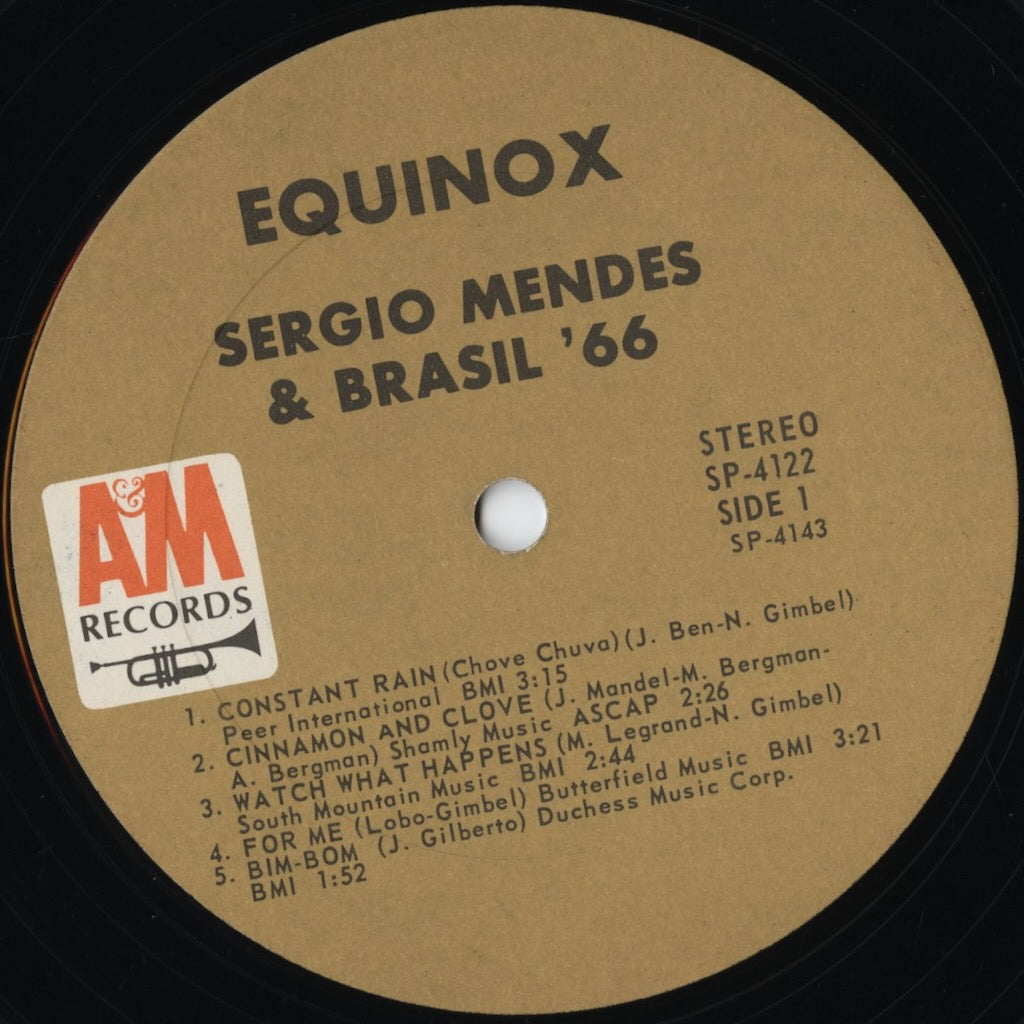 EQUINOX
SERGIO MENDES
& BRASIL '66
STEREO
SP-4122
SIDE 1
SP-4143
A&M
RECORDS
1. CONSTANT RAIN (Chove Chuva) (J. Ben-N. Gimbel)
Peer International BMI 3:15
2. CINNAMON AND CLOVE (J. Mandel-M. Bergman-
A. Bergman) Shamly Music ASCAP 2:26
3. WATCH WHAT HAPPENS (M. Legrand-N. Gimbel)
South Mountain Music BMI 2:44
4. FOR ME (Lobo-Gimbel) Butterfield Music BMI 3:21
5. BIM-BOM (J. Gilberto) Duchess Music Corp.
BMI 1:52